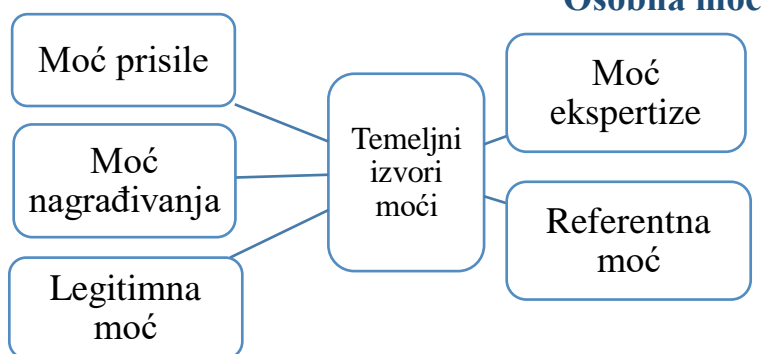 Osobna moć
Moć prisile
Moć
nagrađivanja
Legitimna
moć
Temeljni
izvori
moći
Moć
ekspertize
Referentna
moć